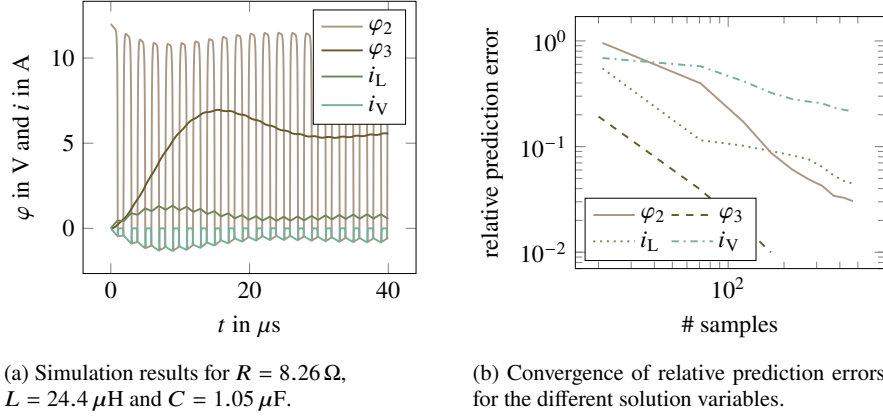 φ2
φ3
iL
iV
10
5
0
φ in V and i in A
0
20
40
t in μs
(a) Simulation results for R = 8.26 Ω,
L = 24.4 μH and C = 1.05 μF.
10^0
10^−1
10^−2
relative prediction error
φ2 φ3
iL iV
10^2
# samples
(b) Convergence of relative prediction errors
for the different solution variables.